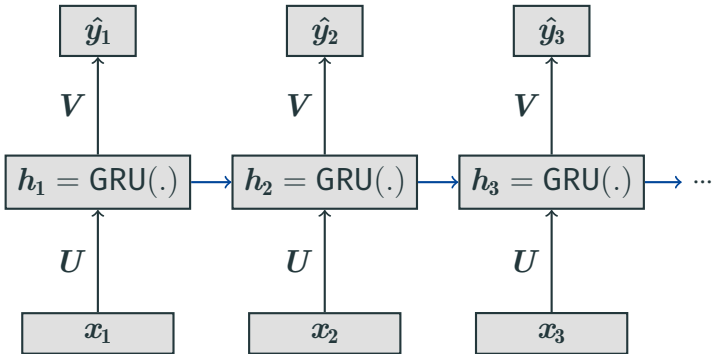 ŷ₁ ŷ₂ ŷ₃
V V V
h₁ = GRU(.) h₂ = GRU(.) h₃ = GRU(.) ...
U U U
x₁ x₂ x₃